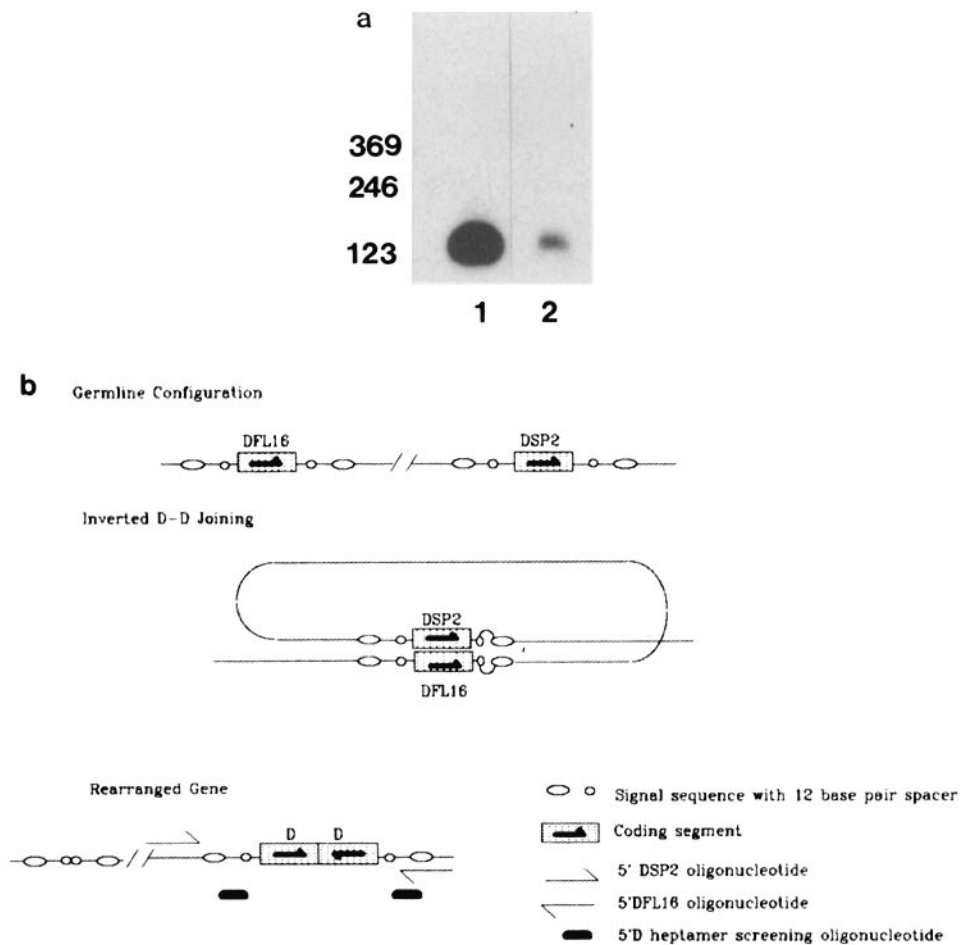 a
369
246
123
1 2
b
Germline Configuration
DFL16 DSP2
Inverted D-D Joining
DSP2
DFL16
Rearranged Gene
D D
Signal sequence with 12 base pair spacer
Coding segment
5' DSP2 oligonucleotide
5'DFL16 oligonucleotide
5'D heptamer screening oligonucleotide